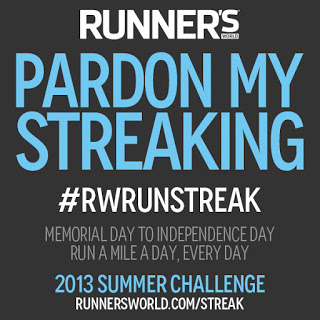 RUNNER'S
WORLD
PARDON MY
STREAKING
#RWRUNSTREAK
MEMORIAL DAY TO INDEPENDENCE DAY
RUN A MILE A DAY, EVERY DAY
2013 SUMMER CHALLENGE
RUNNERSWORLD.COM/STREAK